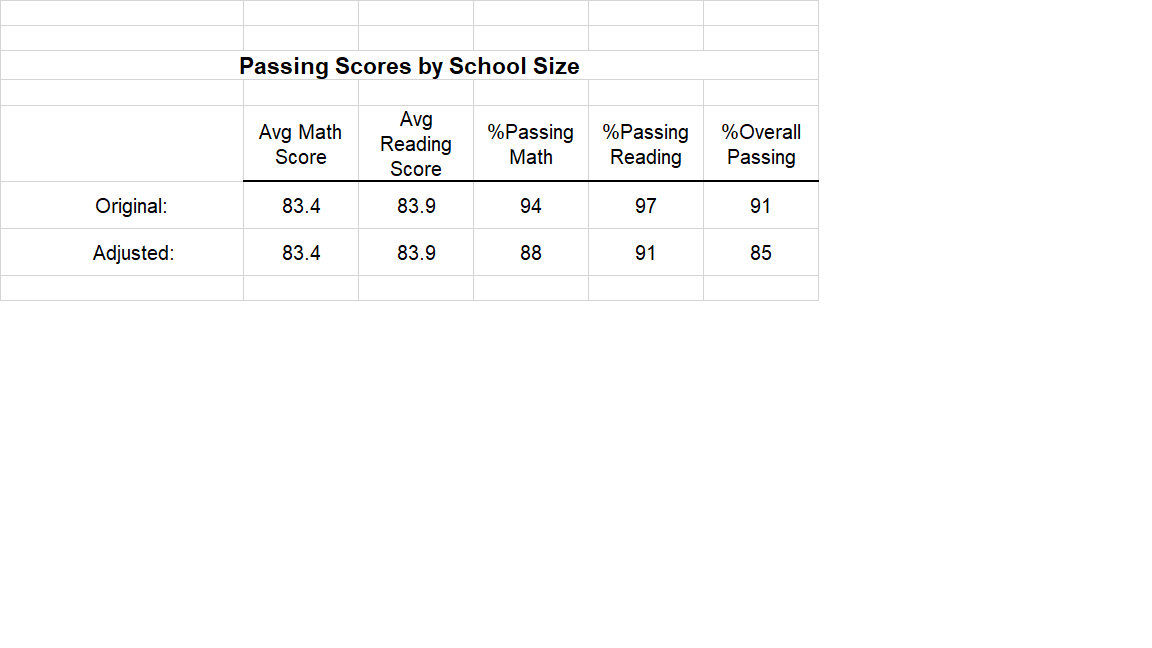 Passing Scores by School Size
Avg Math Score
Avg Reading Score
%Passing Math
%Passing Reading
%Overall Passing
Original: 83.4 83.9 94 97 91
Adjusted: 83.4 83.9 88 91 85